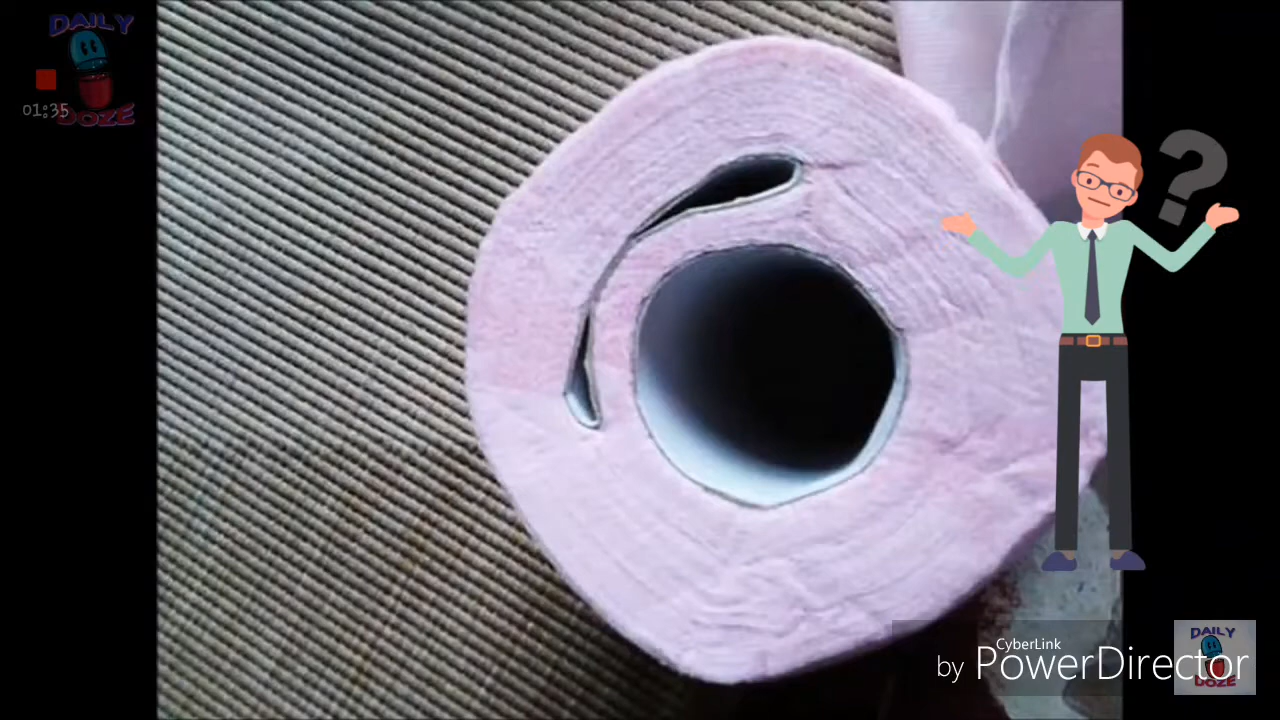 DAILY
01:35
DOZE
?
CyberLink
by PowerDirector
DAILY
DOZE